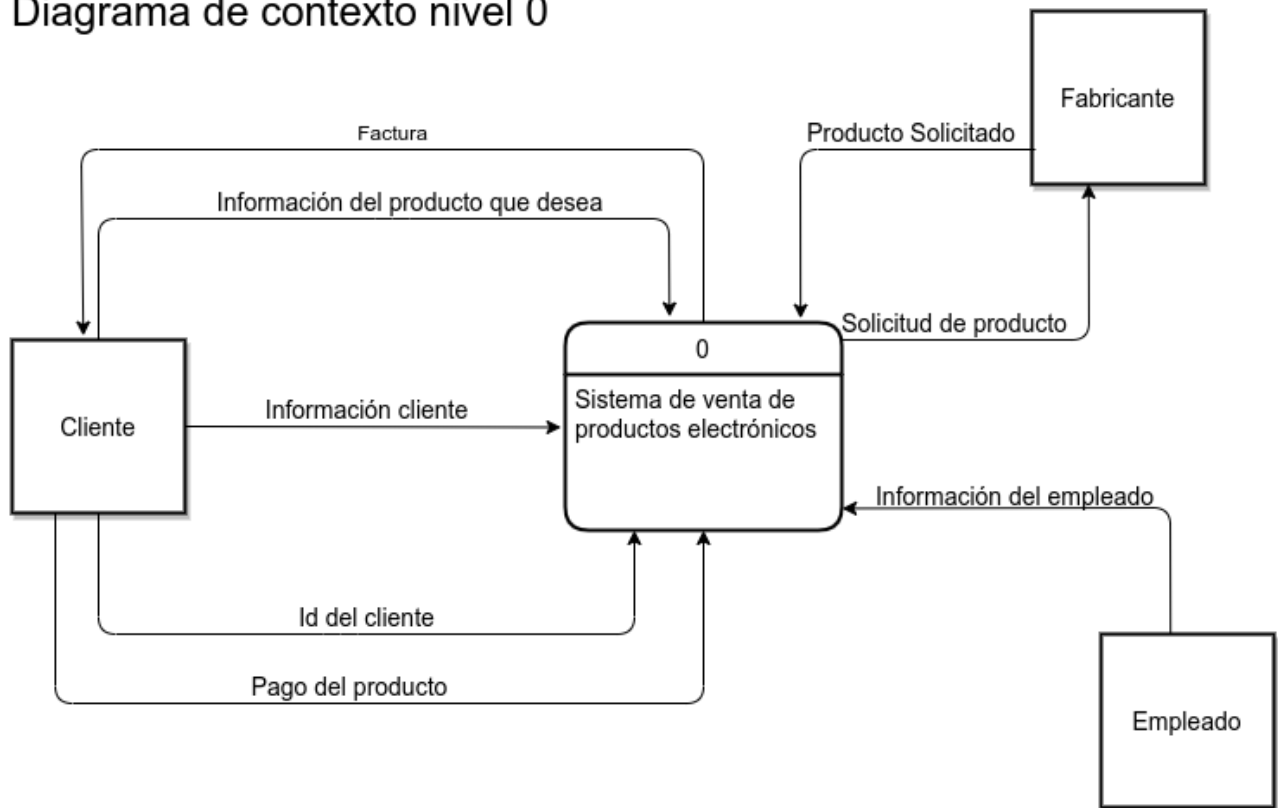 Diagrama de contexto nivel 0
Fabricante
Factura
Producto Solicitado
Información del producto que desea
Solicitud de producto
0
Sistema de venta de
productos electrónicos
Información cliente
Cliente
Información del empleado
Id del cliente
Pago del producto
Empleado